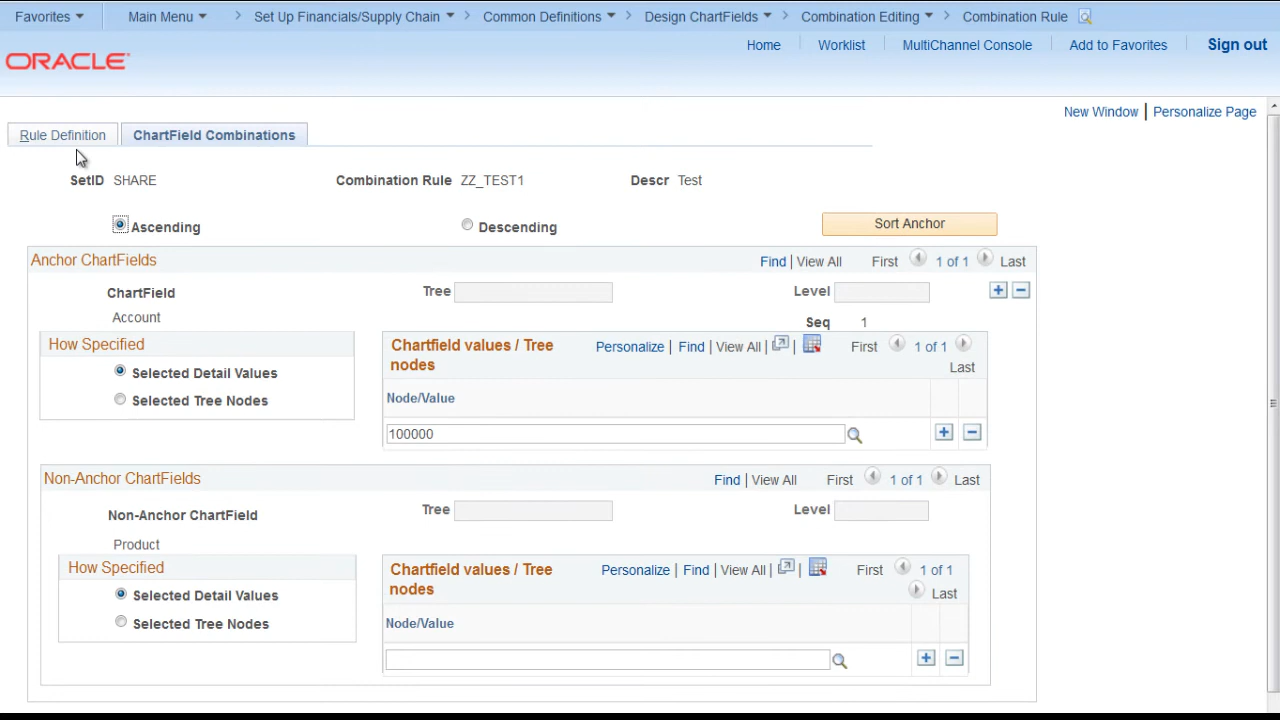 Favorites Main Menu Set Up Financials/Supply Chain Common Definitions Design ChartFields Combination Editing Combination Rule
Home Worklist MultiChannel Console Add to Favorites Sign out
ORACLE
New Window | Personalize Page
Rule Definition ChartField Combinations
SetID SHARE Combination Rule ZZ_TEST1 Descr Test
Ascending Descending Sort Anchor
Anchor ChartFields Find | View All First 1 of 1 Last
ChartField Tree Level
Account
Seq 1
How Specified
Chartfield values / Tree nodes Personalize | Find | View All | | First 1 of 1 Last
Selected Detail Values
Selected Tree Nodes
Node/Value
100000
Non-Anchor ChartFields Find | View All First 1 of 1 Last
Non-Anchor ChartField Tree Level
Product
How Specified
Chartfield values / Tree nodes Personalize | Find | View All | | First 1 of 1 Last
Selected Detail Values
Selected Tree Nodes
Node/Value